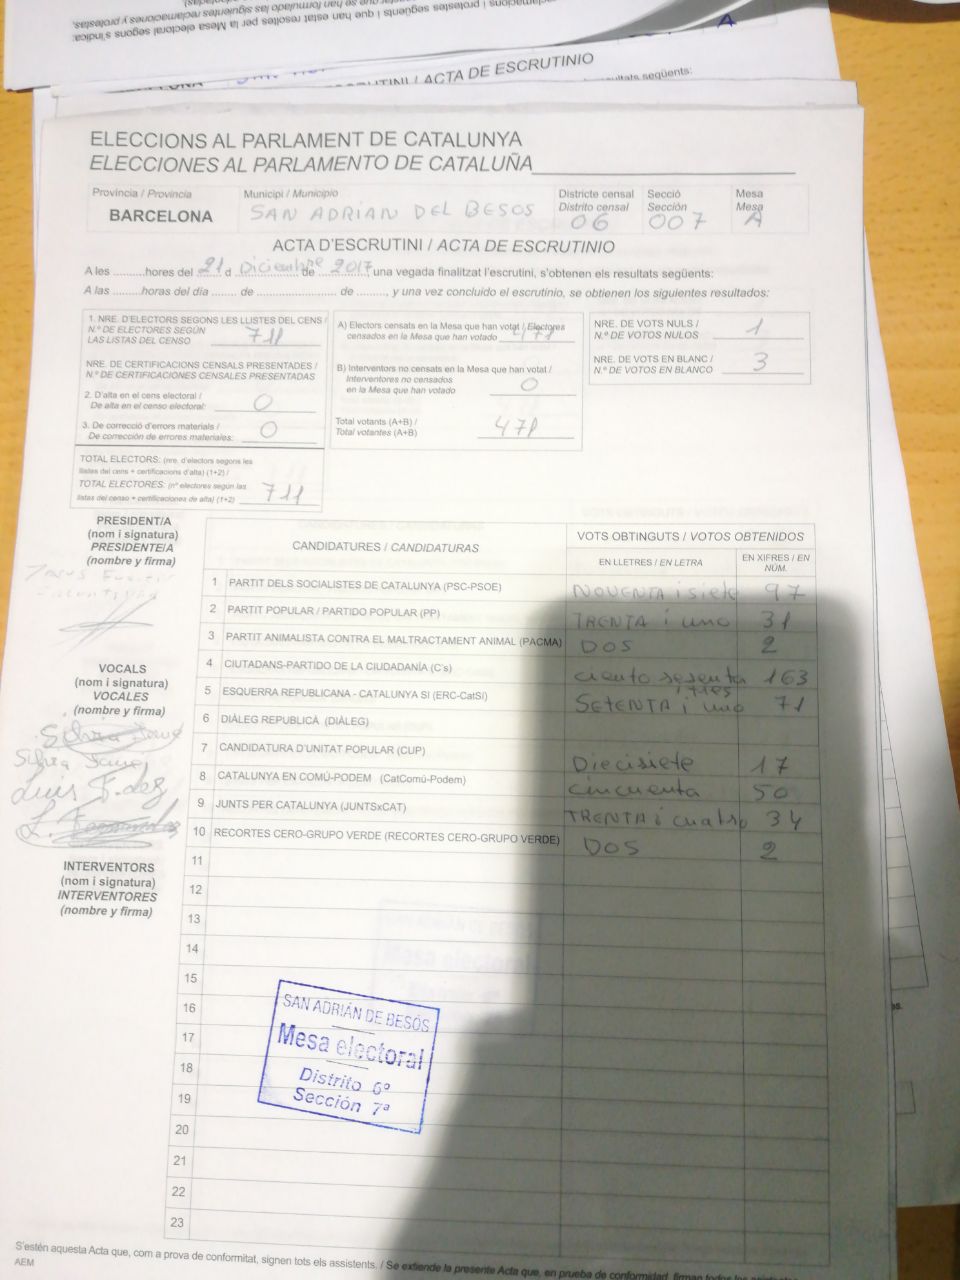 ACTA DE ESCRUTINIO
ELECCIONS AL PARLAMENT DE CATALUNYA
ELECCIONES AL PARLAMENTO DE CATALUÑA
Província / Provincia Municipi / Municipio Districte censal Secció Mesa
Distrito censal Sección Mesa
BARCELONA SAN ADRIAN DEL BESOS 06 007 A
ACTA D'ESCRUTINI / ACTA DE ESCRUTINIO
A les ..........hores del 21 d Diciembre de 2017, una vegada finalitzat l'escrutini, s'obtenen els resultats següents:
A las ..........horas del día ........ de ......................... de ........., y una vez concluido el escrutinio, se obtienen los siguientes resultados:
1. NRE. D'ELECTORS SEGONS LES LLISTES DEL CENS /
N.º DE ELECTORES SEGÚN
LAS LISTAS DEL CENSO 711
NRE. DE CERTIFICACIONS CENSALS PRESENTADES /
N.º DE CERTIFICACIONES CENSALES PRESENTADAS
2. D'alta en el cens electoral /
De alta en el censo electoral: 0
3. De correcció d'errors materials /
De corrección de errores materiales: 0
TOTAL ELECTORS: (nre. d'electors segons les
llistes del cens + certificacions d'alta) (1+2) /
TOTAL ELECTORES: (nº electores según las
listas del censo + certificaciones de alta) (1+2) 711
A) Electors censats en la Mesa que han votat / Electores
censados en la Mesa que han votado 471
B) Interventors no censats en la Mesa que han votat /
Interventores no censados
en la Mesa que han votado 0
Total votants (A+B) /
Total votantes (A+B) 471
NRE. DE VOTS NULS /
N.º DE VOTOS NULOS 1
NRE. DE VOTS EN BLANC /
N.º DE VOTOS EN BLANCO 3
PRESIDENT/A
(nom i signatura)
PRESIDENTE/A
(nombre y firma)
VOCALS
(nom i signatura)
VOCALES
(nombre y firma)
Silvia
Silvia
Luis F.dez
INTERVENTORS
(nom i signatura)
INTERVENTORES
(nombre y firma)
CANDIDATURES / CANDIDATURAS VOTS OBTINGUTS / VOTOS OBTENIDOS
EN LLETRES / EN LETRA EN XIFRES / EN NÚM.
1 PARTIT DELS SOCIALISTES DE CATALUNYA (PSC-PSOE) NOVENTA i siete 97
2 PARTIT POPULAR / PARTIDO POPULAR (PP) TRENTA i uno 31
3 PARTIT ANIMALISTA CONTRA EL MALTRACTAMENT ANIMAL (PACMA) DOS 2
4 CIUTADANS-PARTIDO DE LA CIUDADANÍA (C's) ciento sesenta i tres 163
5 ESQUERRA REPUBLICANA - CATALUNYA SI (ERC-CatSí) SETENTA i uno 71
6 DIÀLEG REPUBLICÀ (DIÀLEG)
7 CANDIDATURA D'UNITAT POPULAR (CUP) Diecisiete 17
8 CATALUNYA EN COMÚ-PODEM (CatComú-Podem) cincuenta 50
9 JUNTS PER CATALUNYA (JUNTSxCAT) TRENTA i cuatro 34
10 RECORTES CERO-GRUPO VERDE (RECORTES CERO-GRUPO VERDE) DOS 2
11
12
13
14
15
16
17
18
19
20
21
22
23
SAN ADRIÁN DE BESÓS
Mesa electoral
Distrito 6º
Sección 7ª
S'estén aquesta Acta que, com a prova de conformitat, signen tots els assistents. / Se extiende la presente Acta que, en prueba de conformidad, firman todos los
AEM